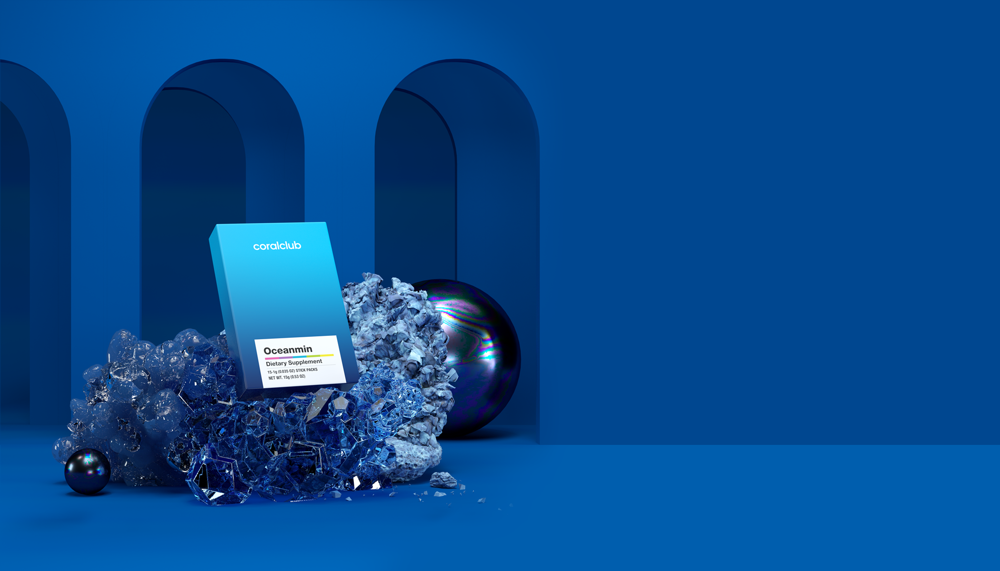 coralclub
Oceanmin
Dietary Supplement
15-1g (0.035 OZ) STICK PACKS
NET WT. 15g (0.53 OZ)